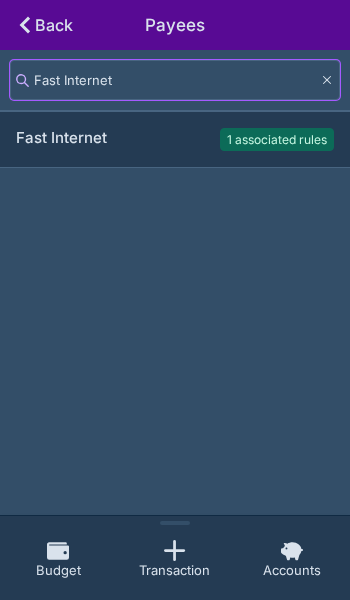 Back
Payees
Fast Internet
Fast Internet
1 associated rules
Budget
Transaction
Accounts